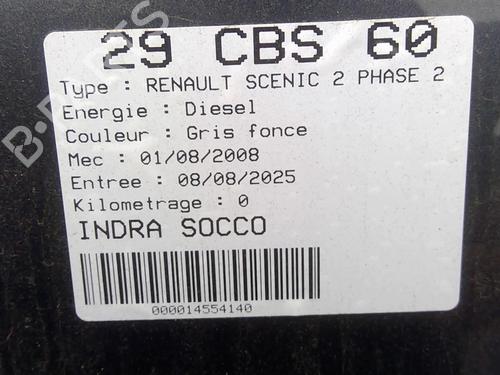 29 CBS 60
Type : RENAULT SCENIC 2 PHASE 2
Energie : Diesel
Couleur : Gris fonce
Mec : 01/08/2008
Entree : 08/08/2025
Kilometrage : 0
INDRA SOCCO
000014554140
B-PARTS